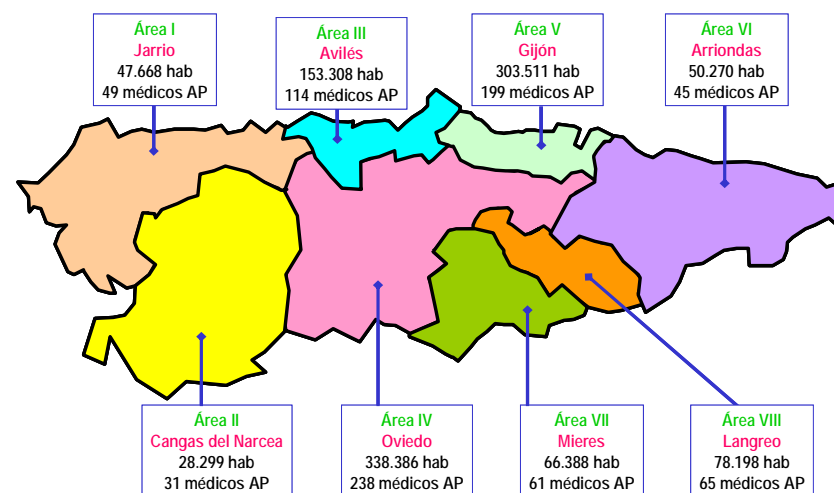 Área I
Jarrio
47.668 hab
49 médicos AP
Área III
Avilés
153.308 hab
114 médicos AP
Área V
Gijón
303.511 hab
199 médicos AP
Área VI
Arriondas
50.270 hab
45 médicos AP
Área II
Cangas del Narcea
28.299 hab
31 médicos AP
Área IV
Oviedo
338.386 hab
238 médicos AP
Área VII
Mieres
66.388 hab
61 médicos AP
Área VIII
Langreo
78.198 hab
65 médicos AP